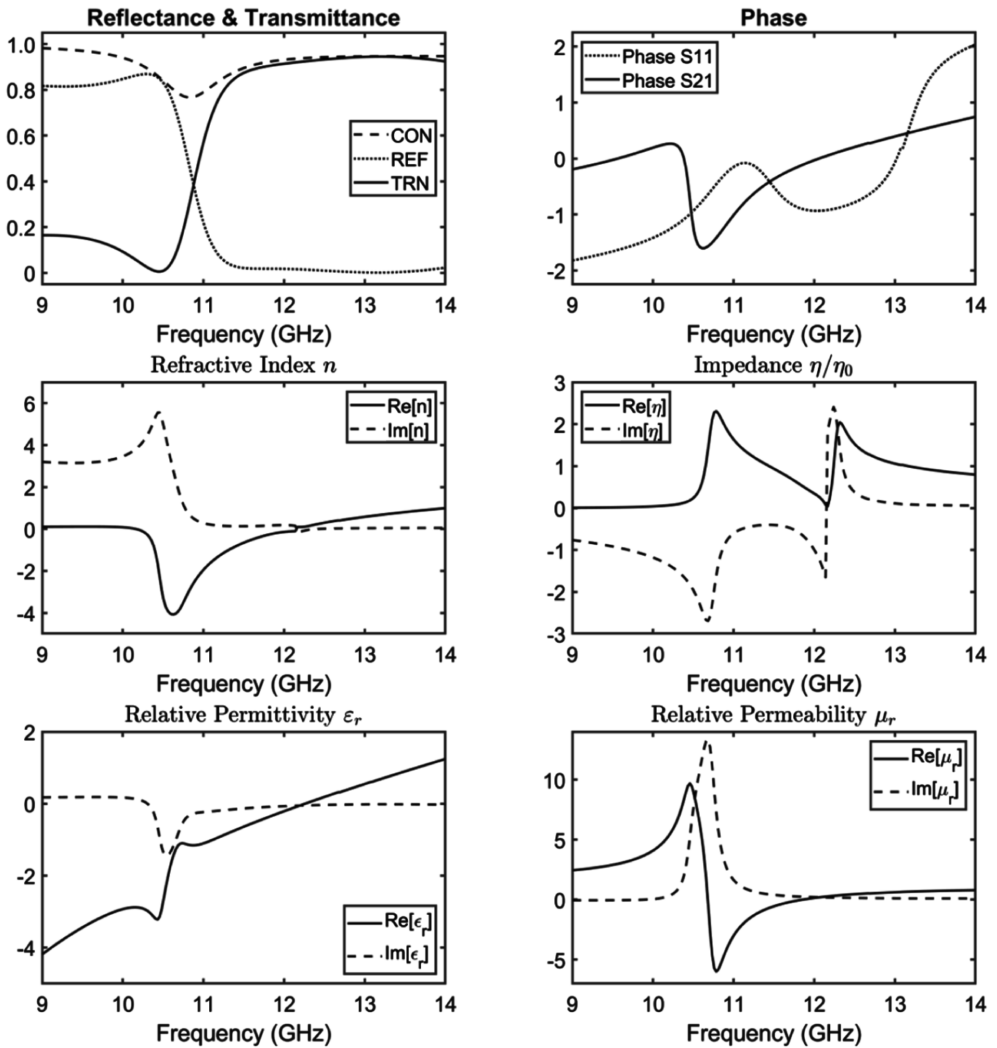 Reflectance & Transmittance
1.0
0.8
0.6
0.4
0.2
0
CON
REF
TRN
9 10 11 12 13 14
Frequency (GHz)
Phase
2
1
0
-1
-2
Phase S11
Phase S21
9 10 11 12 13 14
Frequency (GHz)
Refractive Index n
6
4
2
0
-2
-4
Re[n]
Im[n]
9 10 11 12 13 14
Frequency (GHz)
Impedance η/η₀
3
2
1
0
-1
-2
-3
Re[η]
Im[η]
9 10 11 12 13 14
Frequency (GHz)
Relative Permittivity εᵣ
2
0
-2
-4
Re[ϵᵣ]
Im[ϵᵣ]
9 10 11 12 13 14
Frequency (GHz)
Relative Permeability μᵣ
10
5
0
-5
Re[μᵣ]
Im[μᵣ]
9 10 11 12 13 14
Frequency (GHz)